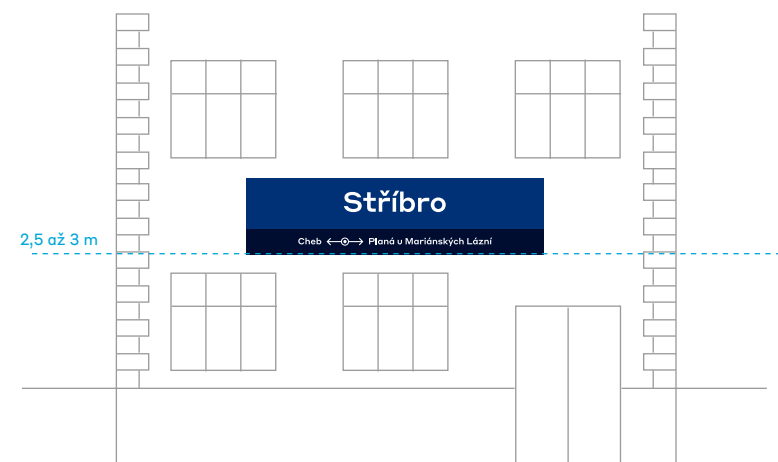 Stříbro
2,5 až 3 m
Cheb ←⊙→ Planá u Mariánských Lázní